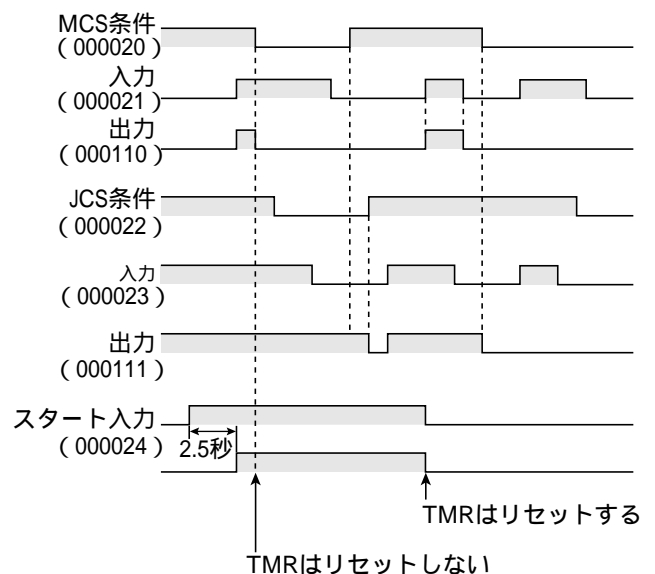 MCS条件
(000020)
入力
(000021)
出力
(000110)
JCS条件
(000022)
入力
(000023)
出力
(000111)
スタート入力
(000024)
2.5秒
TMRはリセットする
TMRはリセットしない